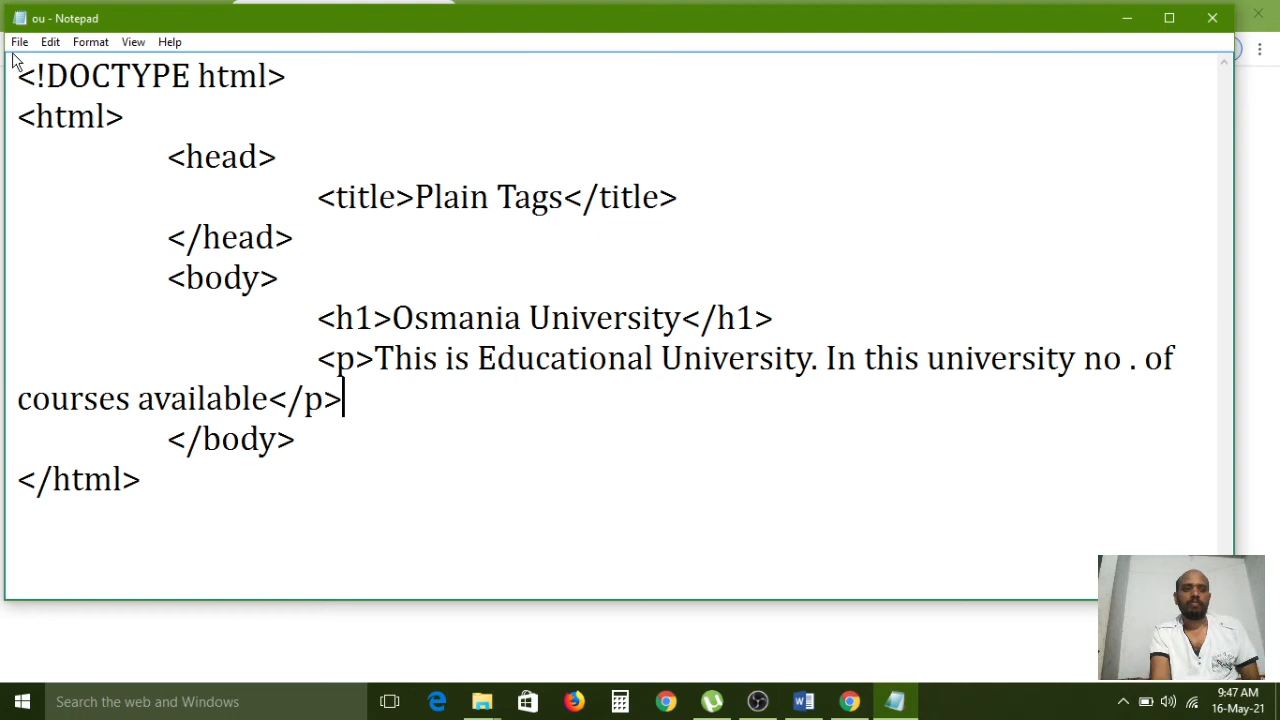 ou - Notepad
File Edit Format View Help
<!DOCTYPE html>
<html>
<head>
<title>Plain Tags</title>
</head>
<body>
<h1>Osmania University</h1>
<p>This is Educational University. In this university no . of
courses available</p>
</body>
</html>
Search the web and Windows
9:47 AM
16-May-21